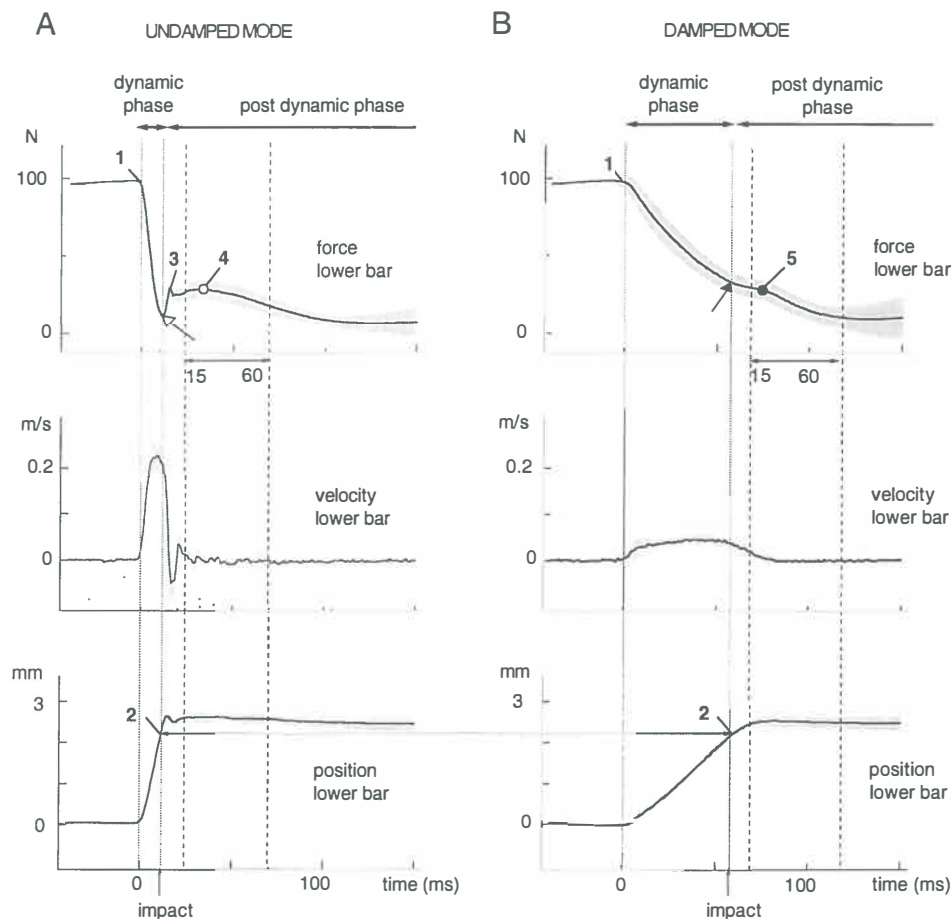 A
UNDAMPED MODE
dynamic
phase
post dynamic phase
N
100
0
1
3
4
force
lower bar
15 60
m/s
0.2
0
velocity
lower bar
mm
3
0
2
position
lower bar
0 100 time (ms)
impact
B
DAMPED MODE
dynamic
phase
post dynamic
phase
N
100
0
1
5
force
lower bar
15 60
m/s
0.2
0
velocity
lower bar
mm
3
0
2
position
lower bar
0 100 time (ms)
impact